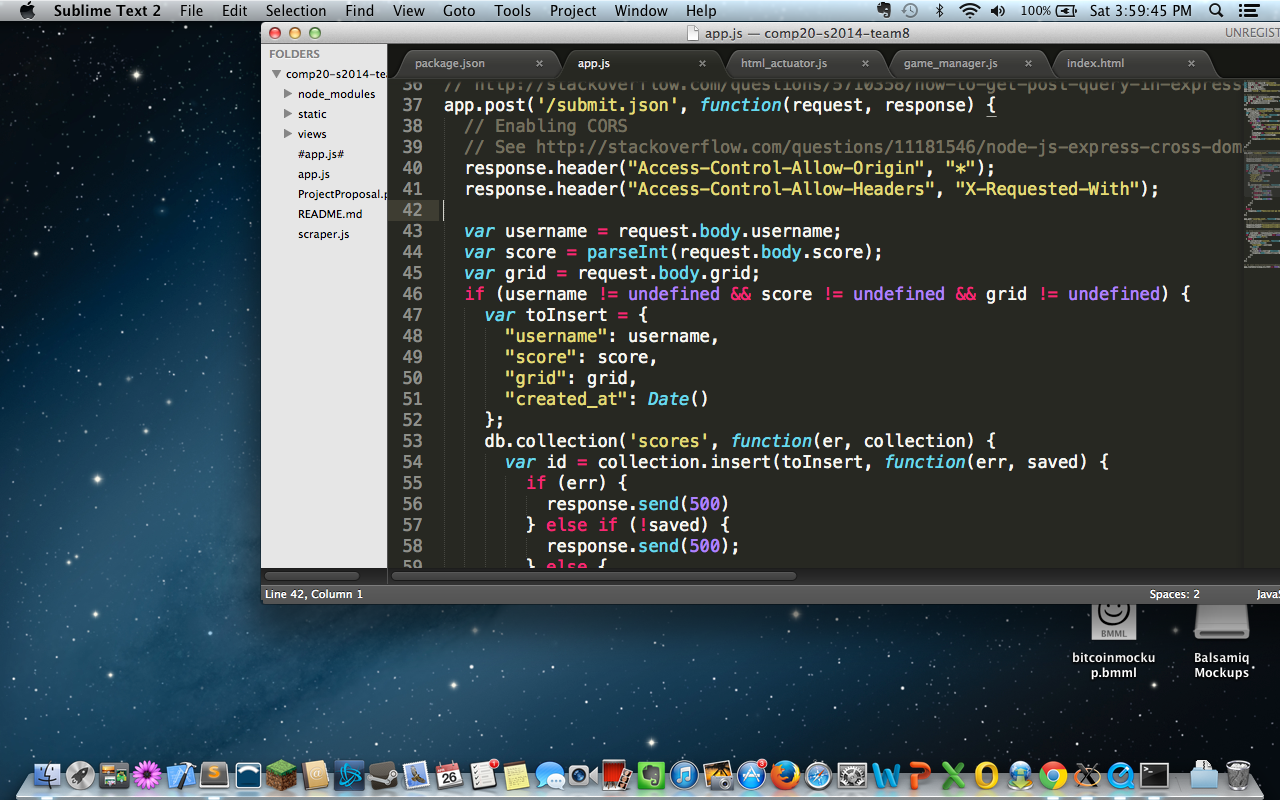 Sublime Text 2 File Edit Selection Find View Goto Tools Project Window Help 100% Sat 3:59:45 PM
app.js — comp20-s2014-team8 UNREGIST
FOLDERS
comp20-s2014-te
node_modules
static
views
#app.js#
app.js
ProjectProposal.p
README.md
scraper.js
package.json × app.js × html_actuator.js × game_manager.js × index.html ×
36 // http://stackoverflow.com/questions/5710358/how-to-get-post-query-in-express
37 app.post('/submit.json', function(request, response) {
38 // Enabling CORS
39 // See http://stackoverflow.com/questions/11181546/node-js-express-cross-dom
40 response.header("Access-Control-Allow-Origin", "*");
41 response.header("Access-Control-Allow-Headers", "X-Requested-With");
42
43 var username = request.body.username;
44 var score = parseInt(request.body.score);
45 var grid = request.body.grid;
46 if (username != undefined && score != undefined && grid != undefined) {
47 var toInsert = {
48 "username": username,
49 "score": score,
50 "grid": grid,
51 "created_at": Date()
52 };
53 db.collection('scores', function(er, collection) {
54 var id = collection.insert(toInsert, function(err, saved) {
55 if (err) {
56 response.send(500)
57 } else if (!saved) {
58 response.send(500);
59 } else {
Line 42, Column 1 Spaces: 2 JavaS
BMML
bitcoinmocku
p.bmml
Balsamiq
Mockups
26